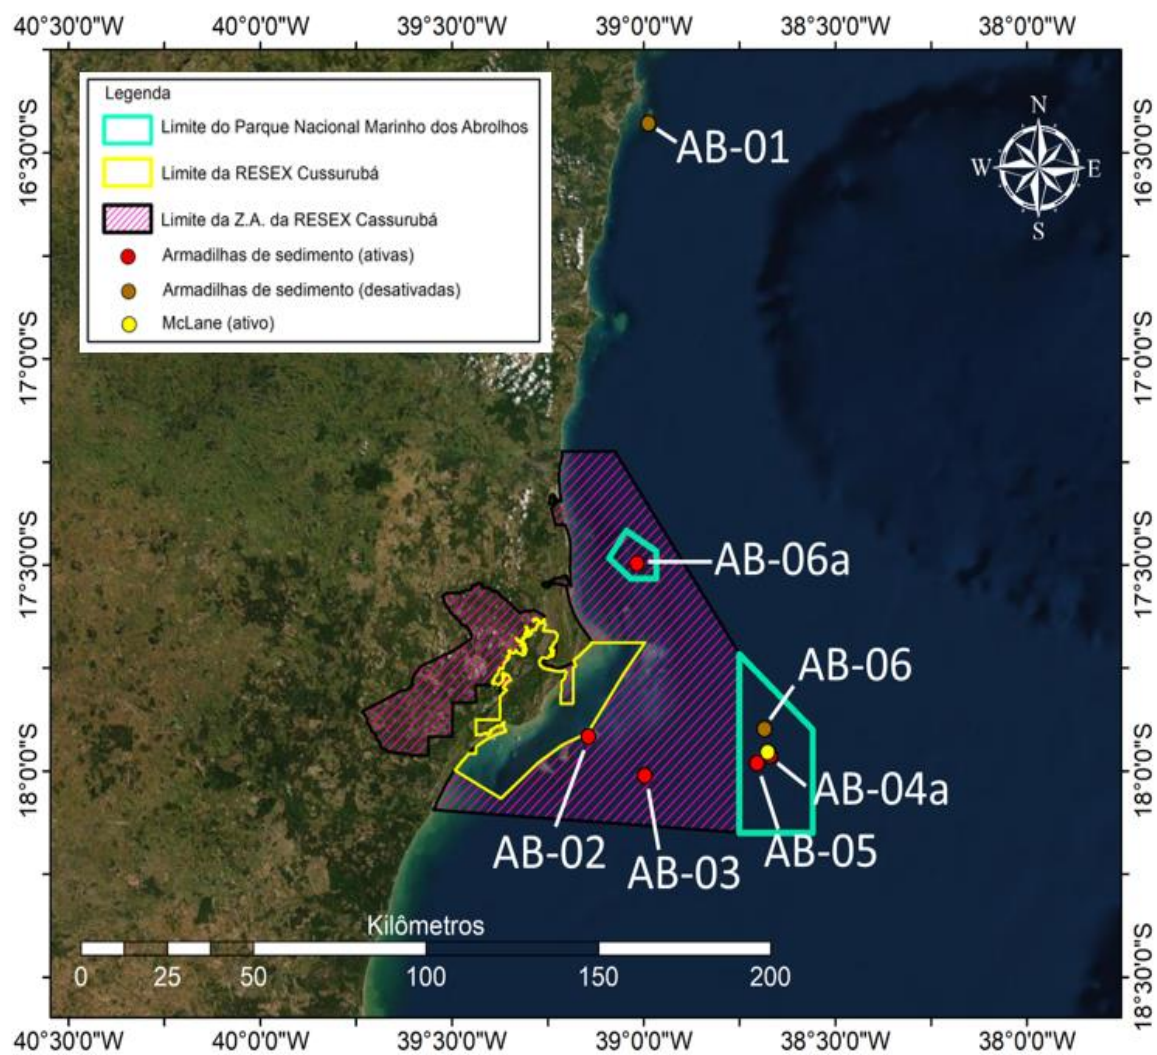 40°30'0"W 40°0'0"W 39°30'0"W 39°0'0"W 38°30'0"W 38°0'0"W
Legenda
Limite do Parque Nacional Marinho dos Abrolhos
Limite da RESEX Cussurubá
Limite da Z.A. da RESEX Cassurubá
Armadilhas de sedimento (ativas)
Armadilhas de sedimento (desativadas)
McLane (ativo)
AB-01
N
W E
S
16°30'0"S 16°30'0"S
17°0'0"S 17°0'0"S
17°30'0"S 17°30'0"S
AB-06a
AB-06
18°0'0"S 18°0'0"S
AB-04a
AB-02
AB-05
AB-03
Kilômetros
0 25 50 100 150 200
18°30'0"S
40°30'0"W 40°0'0"W 39°30'0"W 39°0'0"W 38°30'0"W 38°0'0"W